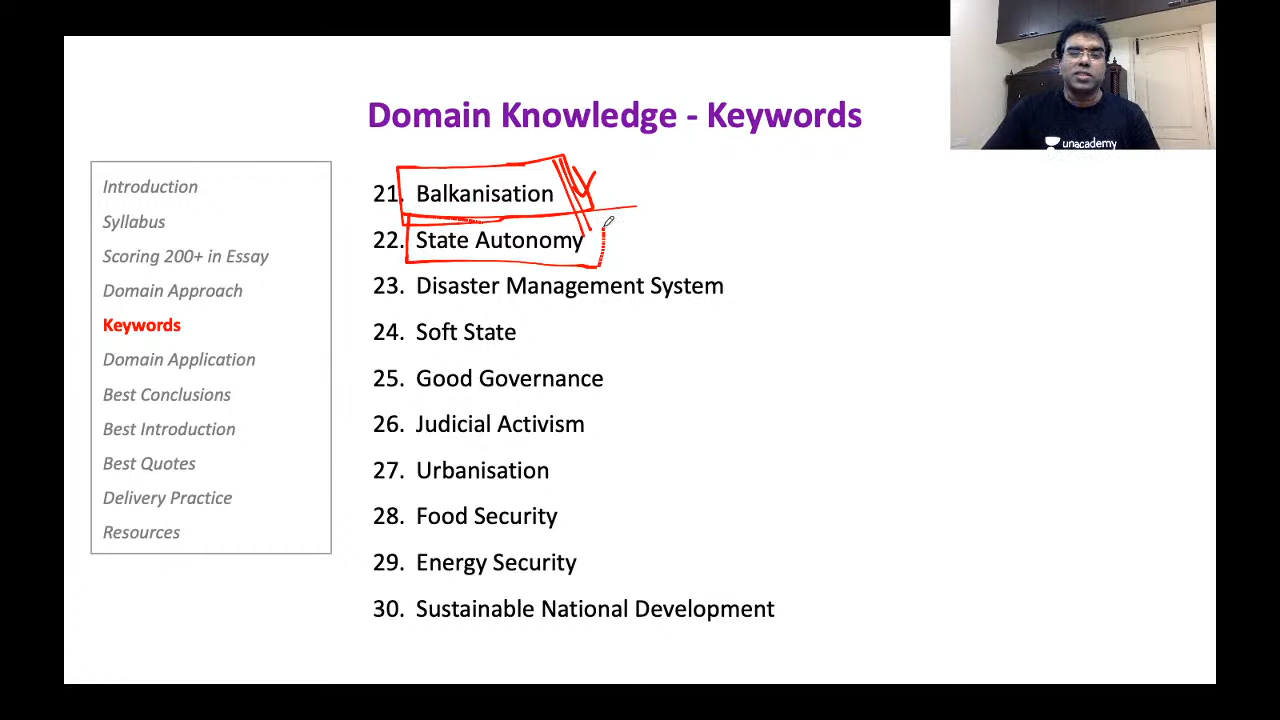 unacademy
Domain Knowledge - Keywords
Introduction
Syllabus
Scoring 200+ in Essay
Domain Approach
Keywords
Domain Application
Best Conclusions
Best Introduction
Best Quotes
Delivery Practice
Resources
21. Balkanisation
22. State Autonomy
23. Disaster Management System
24. Soft State
25. Good Governance
26. Judicial Activism
27. Urbanisation
28. Food Security
29. Energy Security
30. Sustainable National Development